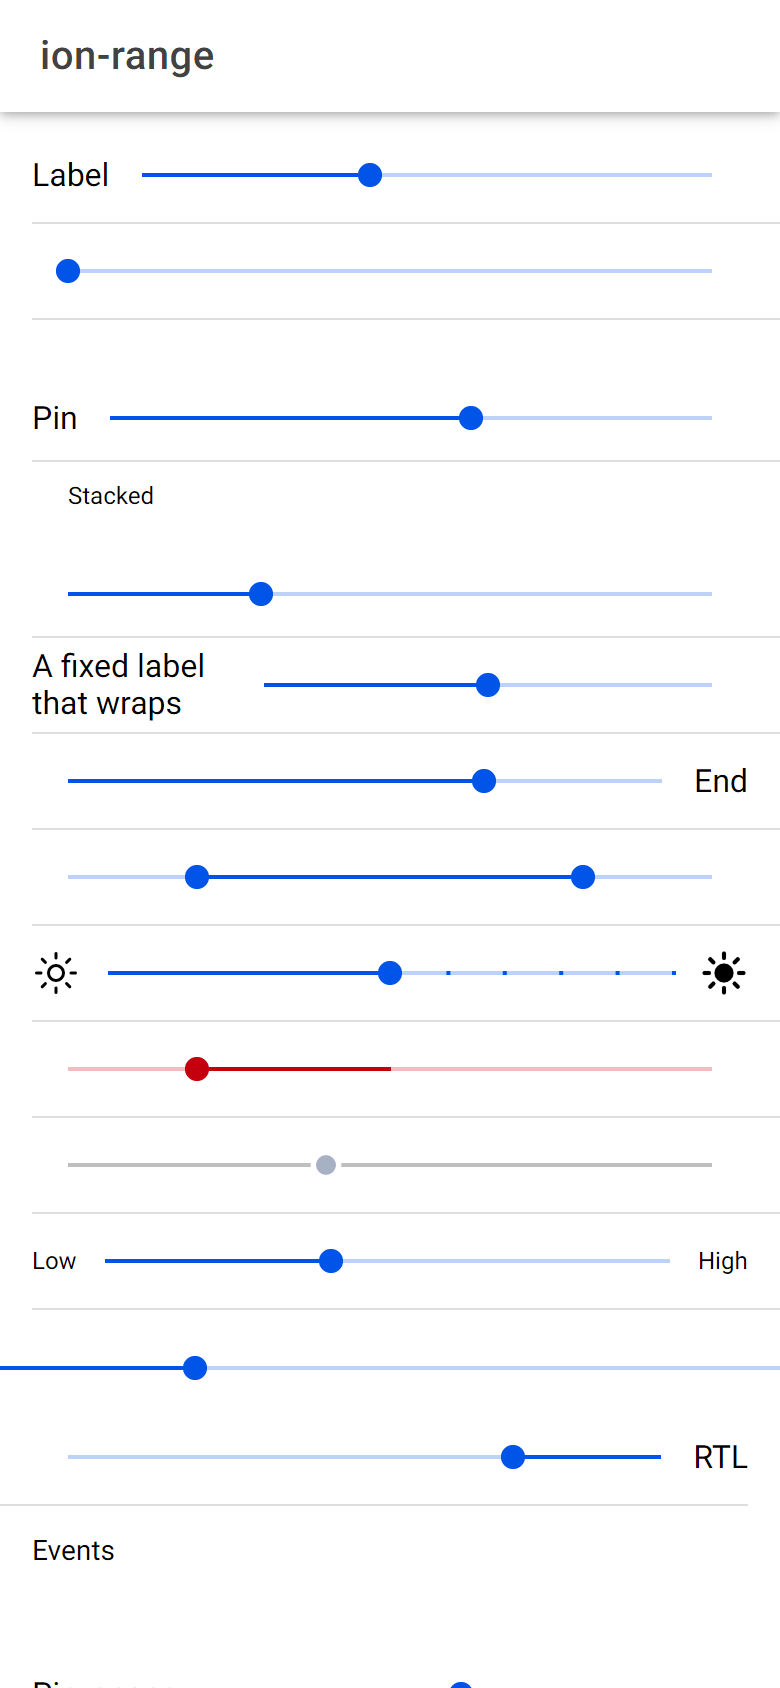 ion-range
Label
Pin
Stacked
A fixed label
that wraps
End
Low
High
RTL
Events